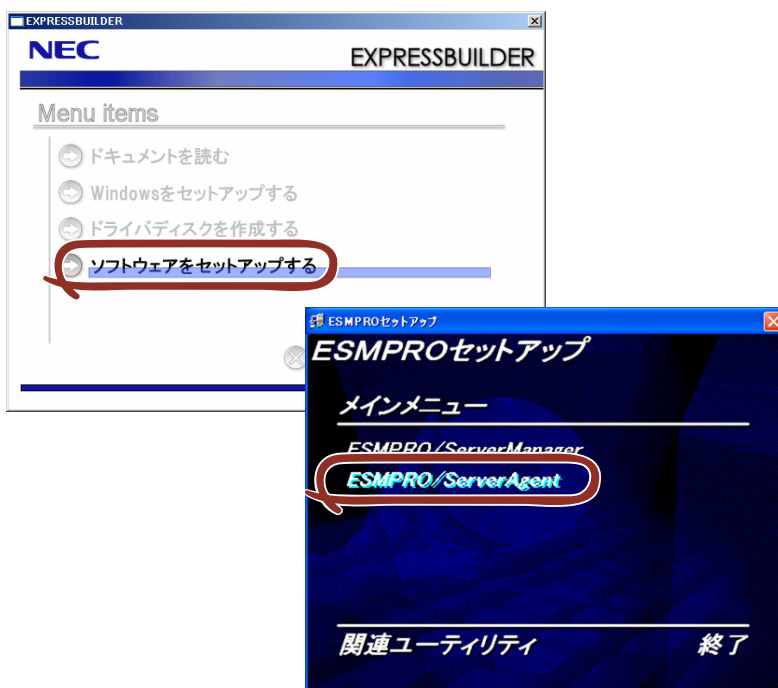 EXPRESSBUILDER
NEC
EXPRESSBUILDER
Menu items
ドキュメントを読む
Windowsをセットアップする
ドライバディスクを作成する
ソフトウェアをセットアップする
ESMPROセットアップ
ESMPROセットアップ
メインメニュー
ESMPRO/ServerManager
ESMPRO/ServerAgent
関連ユーティリティ
終了